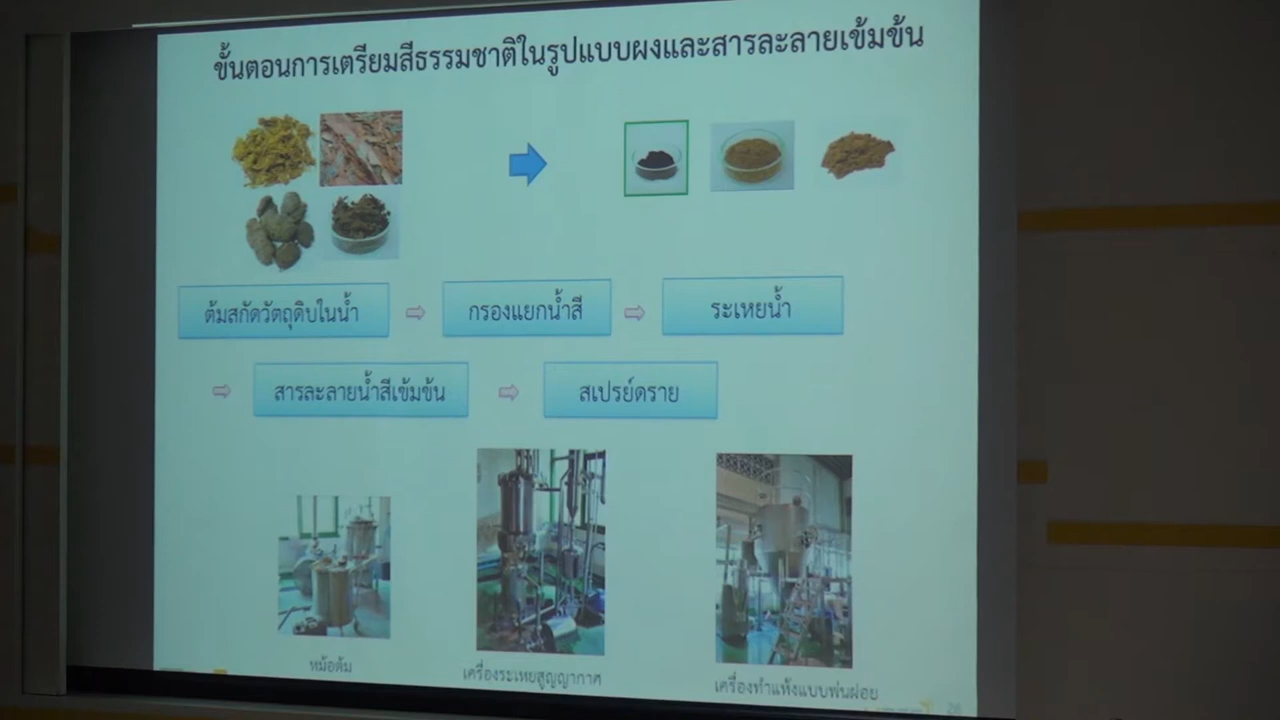 ขั้นตอนการเตรียมสีธรรมชาติในรูปแบบผงและสารละลายเข้มข้น
ต้มสกัดวัตถุดิบในน้ำ
กรองแยกน้ำสี
ระเหยน้ำ
สารละลายน้ำสีเข้มข้น
สเปรย์ดราย
หม้อต้ม
เครื่องระเหยสูญญากาศ
เครื่องทำแห้งแบบพ่นฝอย